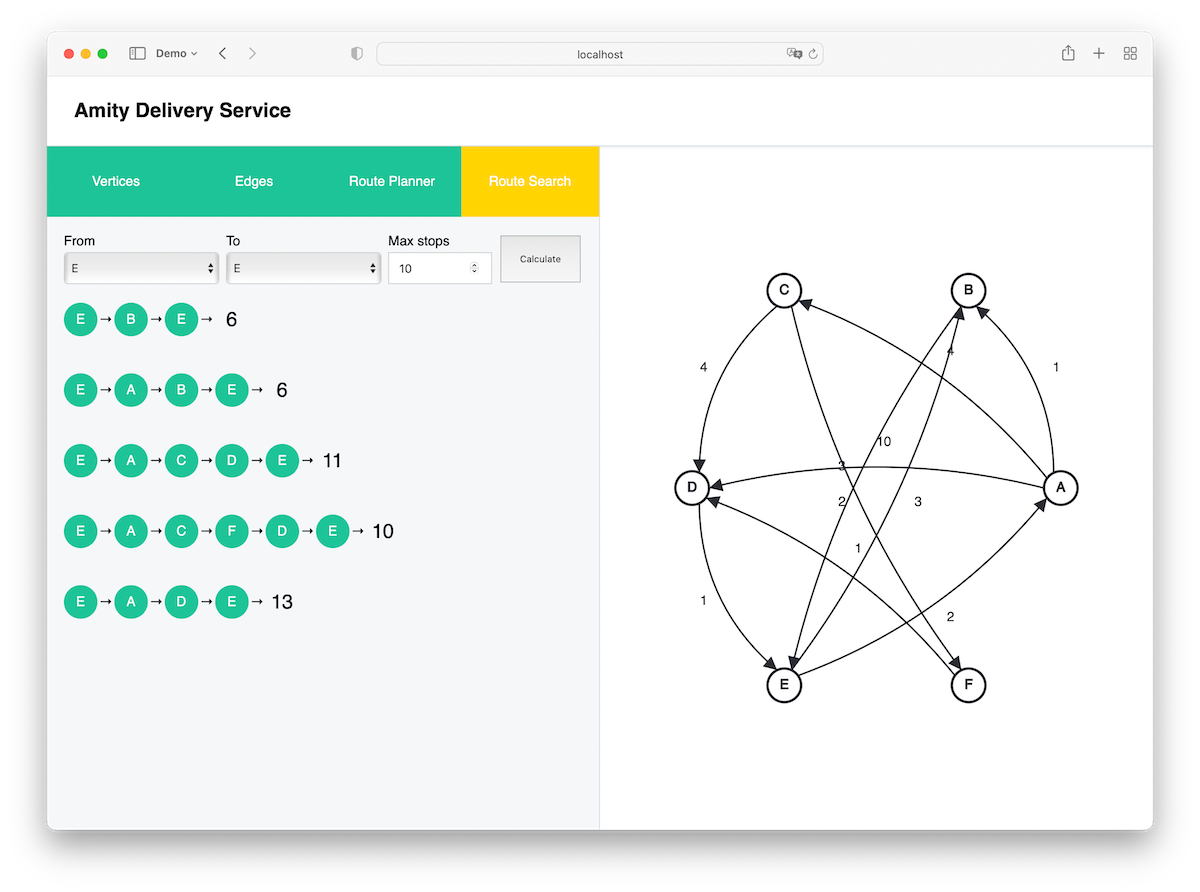 Demo
localhost
Amity Delivery Service
Vertices Edges Route Planner Route Search
From To Max stops
E E 10 Calculate
E → B → E → 6
E → A → B → E → 6
E → A → C → D → E → 11
E → A → C → F → D → E → 10
E → A → D → E → 13
C B
4 4 1
10
3
D A
2 3
1
1 2
E F